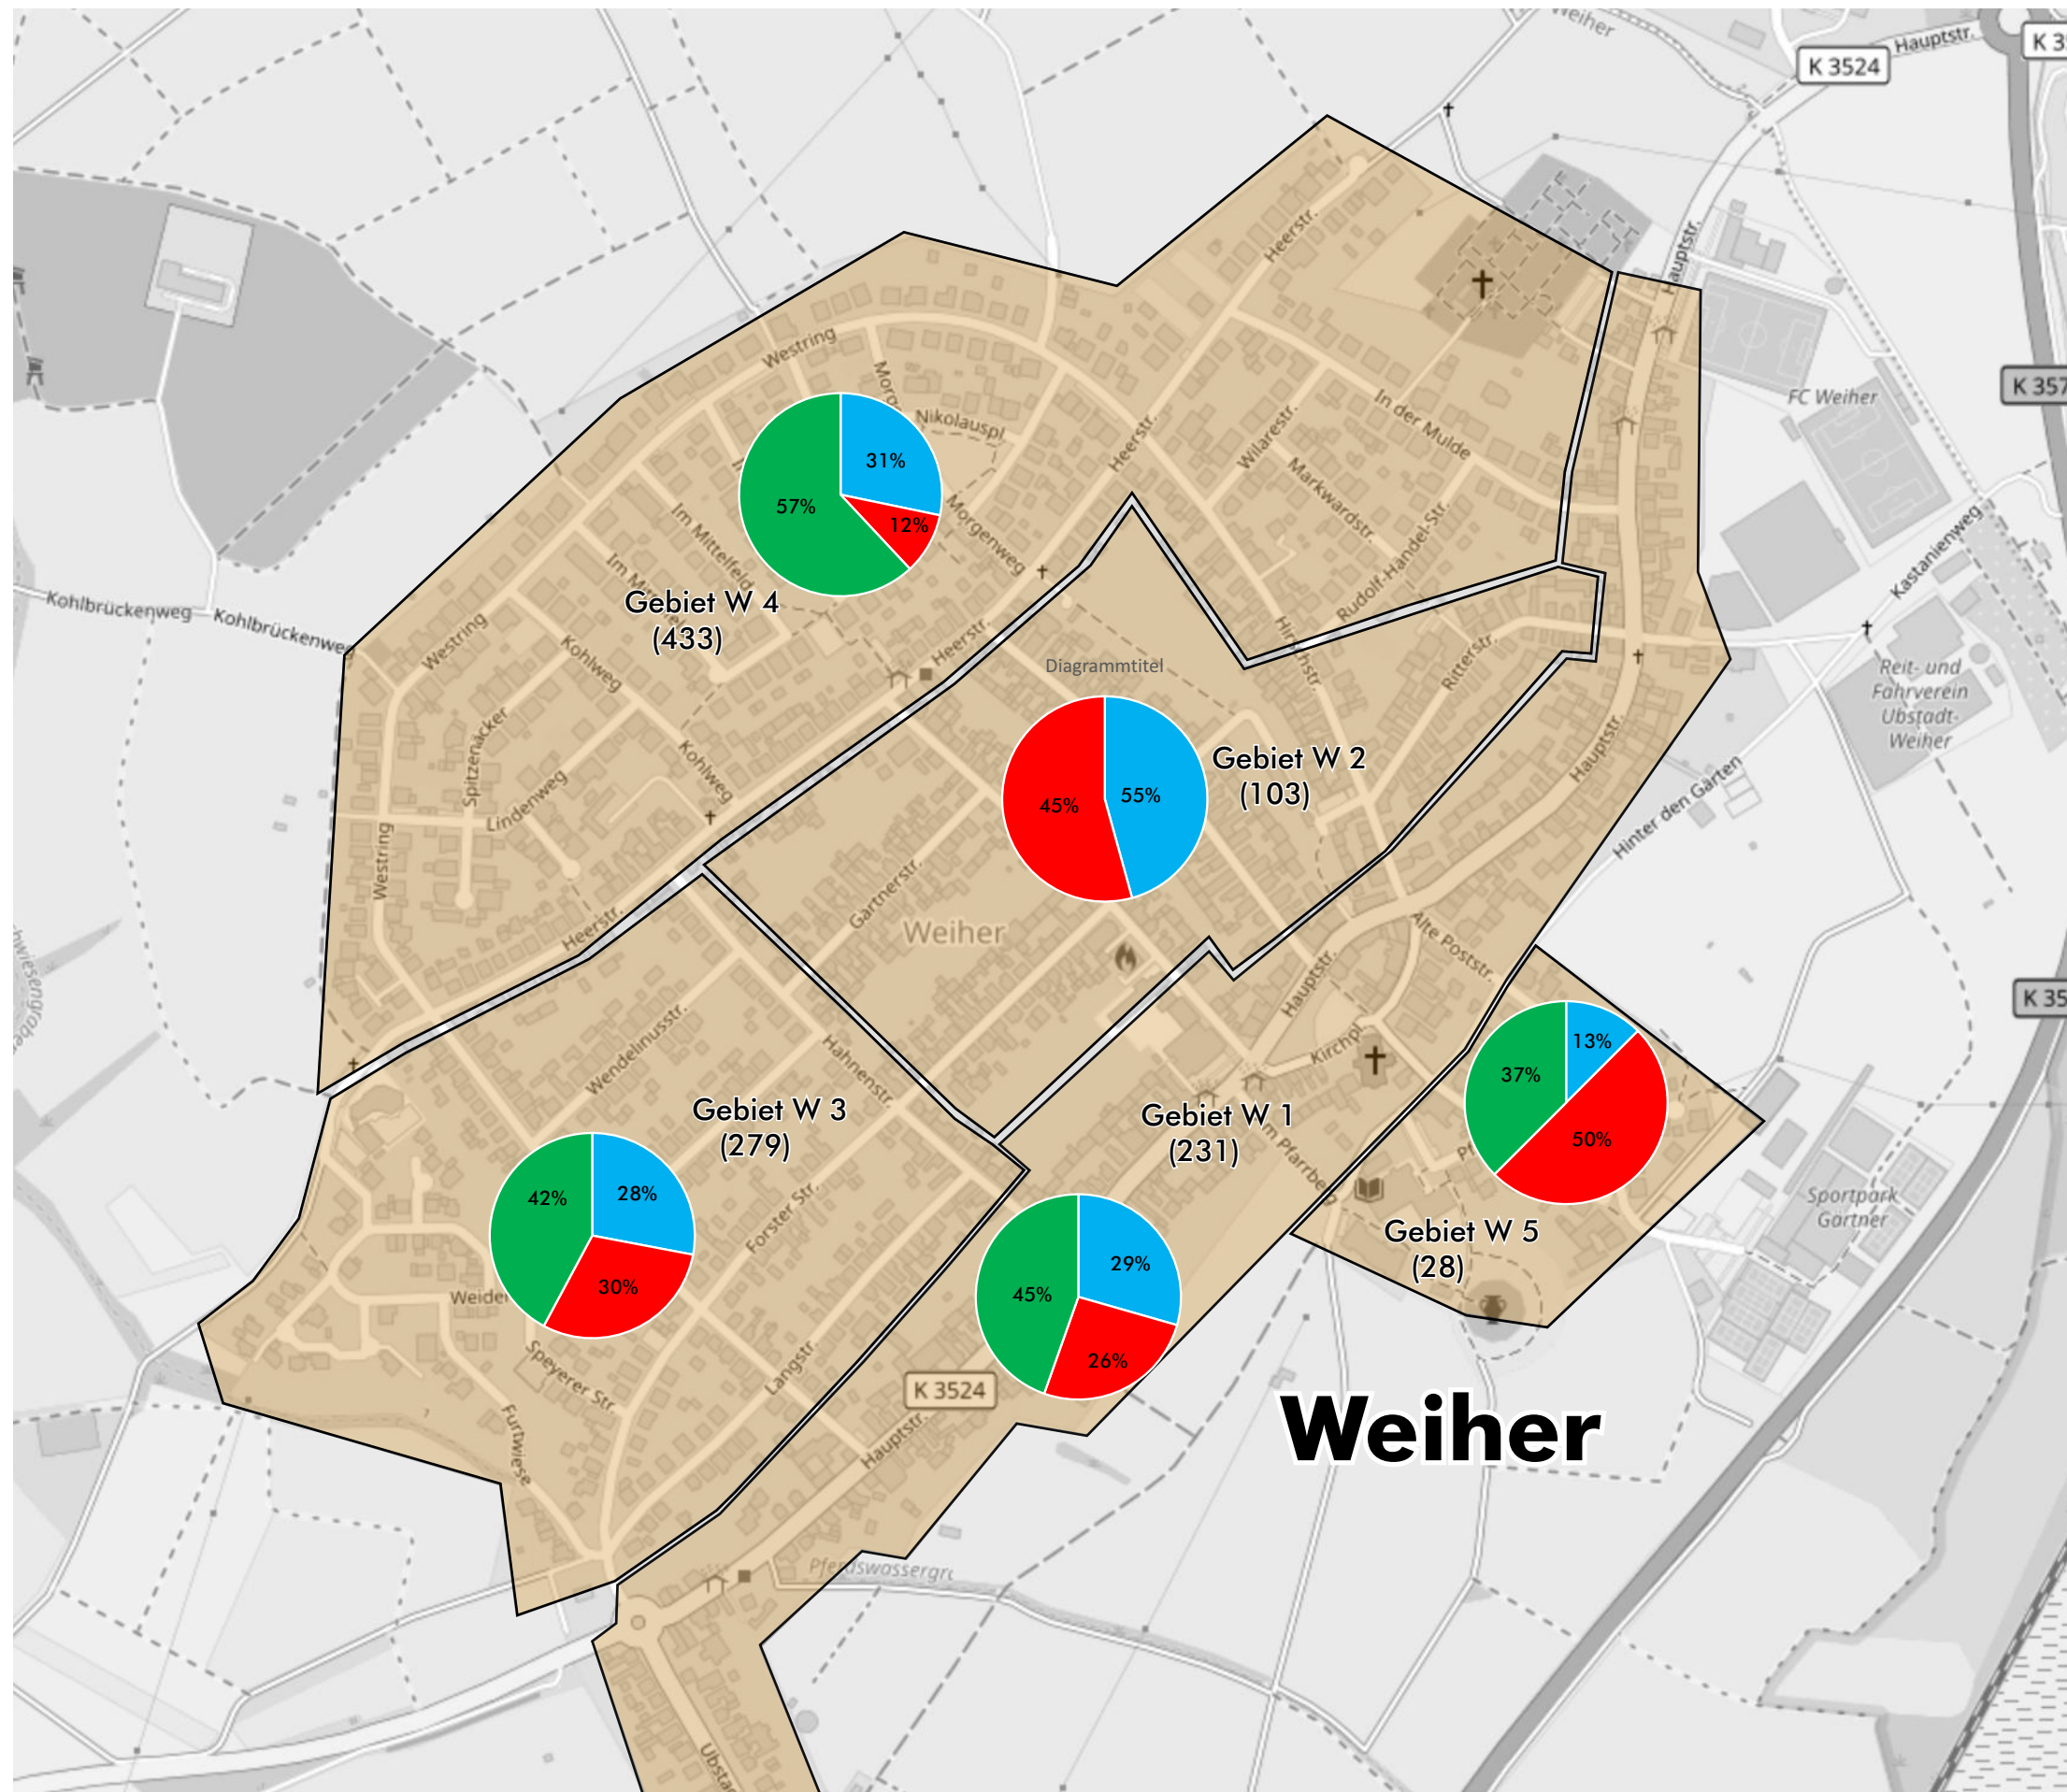 Weiher
Hauptstr.
K 3524
K 357
Hauptstr.
Heerstr.
Westring
Nikolauspl
FC Weiher
In der Mulde
Wilarestr.
Heerstr.
Markwardstr.
31%
57%
12%
Im Mittelfeld
Morgenweg
Rudolf-Handel-Str.
Kastanienweg
Gebiet W 4
(433)
Kohlbrückenweg
Kohlbrückenweg
Westring
Kohlweg
Heerstr.
Hirschstr.
Ritterstr.
Diagrammtitel
Reit- und
Fahrverein
Ubstadt-
Weiher
Spitzenäcker
Kohlweg
Hauptstr.
Gebiet W 2
(103)
45%
55%
Lindenweg
Hinter den Gärten
Westring
Gärtnerstr.
Weiher
Heerstr.
Alte Poststr.
Hauptstr.
K 35
Wendelinusstr.
Hahnenstr.
Kirchpl.
13%
37%
50%
Gebiet W 3
(279)
Gebiet W 1
(231)
Pfarrberg
Sportpark
Gärtner
42%
28%
30%
Forster Str.
Gebiet W 5
(28)
Weider
29%
45%
26%
Speyerer Str.
Langstr.
K 3524
Weiher
Furtwiese
Hauptstr.